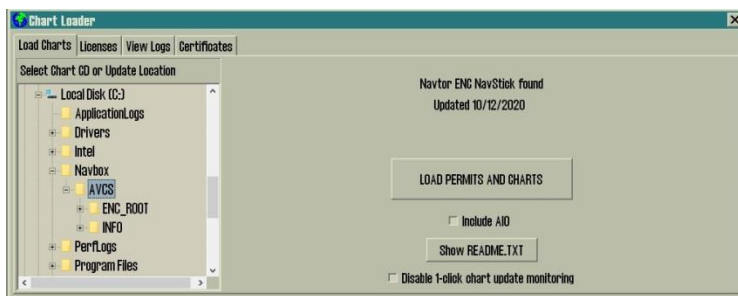 Chart Loader
Load Charts Licenses View Logs Certificates
Select Chart CD or Update Location
Local Disk (C:)
ApplicationLogs
Drivers
Intel
Navbox
AVCS
ENC_ROOT
INFO
PerfLogs
Program Files
Navtor ENC NavStick found
Updated 10/12/2020
LOAD PERMITS AND CHARTS
Include AIO
Show README.TXT
Disable 1-click chart update monitoring